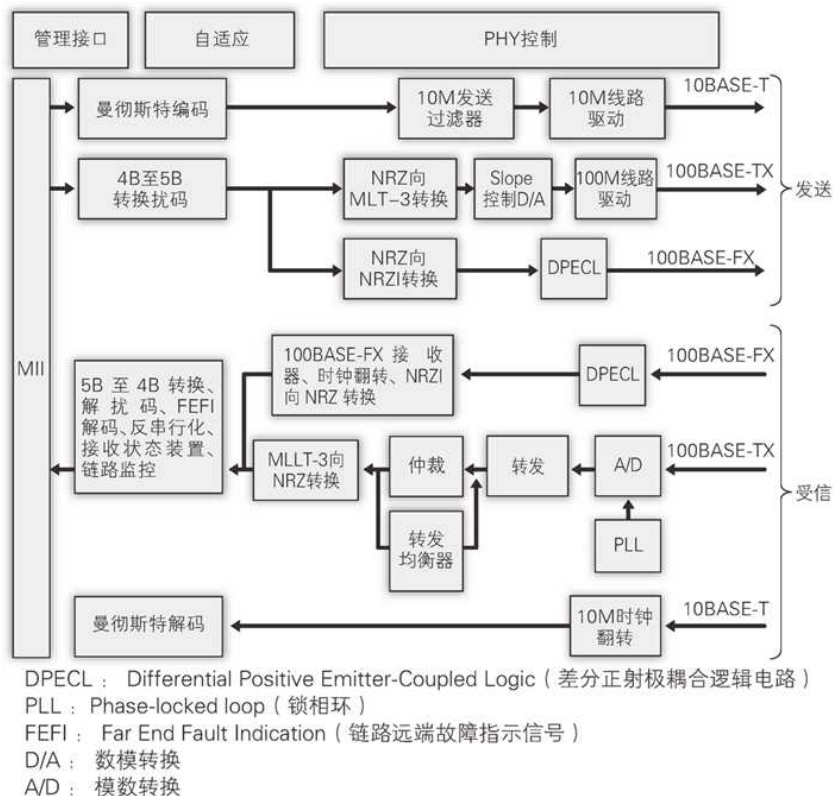 管理接口
自适应
PHY控制
MII
曼彻斯特编码
10M发送
过滤器
10M线路
驱动
10BASE-T
4B至5B
转换扰码
NRZ向
MLT-3转换
Slope
控制D/A
100M线路
驱动
100BASE-TX
发送
NRZ向
NRZI转换
DPECL
100BASE-FX
100BASE-FX 接 收
器、时钟翻转、NRZI
向 NRZ 转换
DPECL
100BASE-FX
5B 至 4B 转换、
解 扰 码、FEFI
解码、反串行化、
接收状态装置、
链路监控
MLLT-3向
NRZ转换
仲裁
转发
A/D
100BASE-TX
受信
转发
均衡器
PLL
曼彻斯特解码
10M时钟
翻转
10BASE-T
DPECL : Differential Positive Emitter-Coupled Logic ( 差分正射极耦合逻辑电路 )
PLL : Phase-locked loop ( 锁相环 )
FEFI : Far End Fault Indication ( 链路远端故障指示信号 )
D/A : 数模转换
A/D : 模数转换